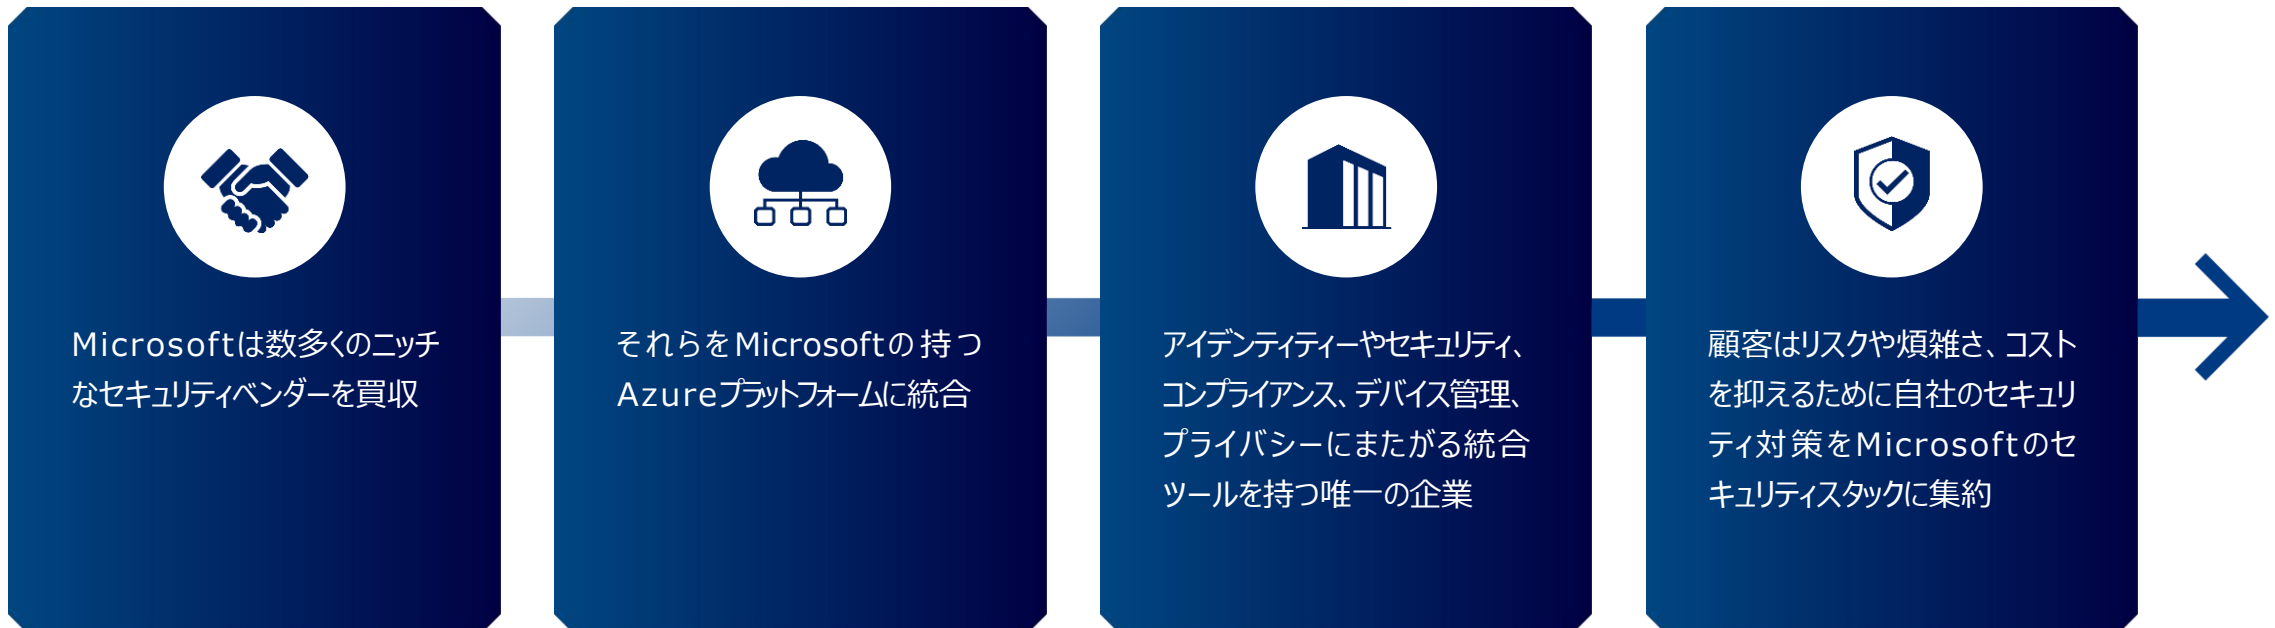 Microsoftは数多くのニッチ
なセキュリティベンダーを買収
それらをMicrosoftの持つ
Azureプラットフォームに統合
アイデンティティーやセキュリティ、
コンプライアンス、デバイス管理、
プライバシーにまたがる統合
ツールを持つ唯一の企業
顧客はリスクや煩雑さ、コスト
を抑えるために自社のセキュリ
ティ対策をMicrosoftのセ
キュリティスタックに集約